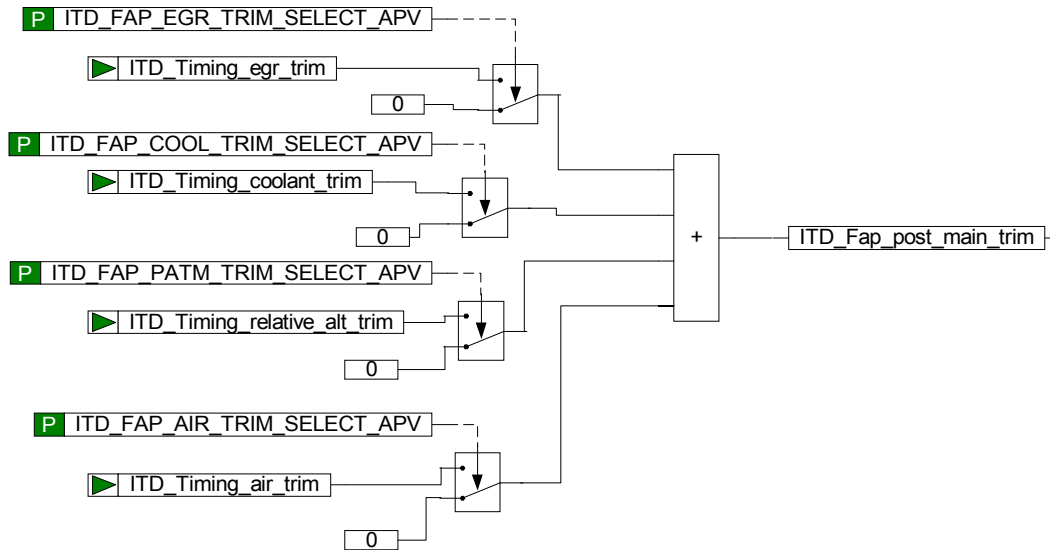 P ITD_FAP_EGR_TRIM_SELECT_APV
ITD_Timing_egr_trim
0
P ITD_FAP_COOL_TRIM_SELECT_APV
ITD_Timing_coolant_trim
0
+
ITD_Fap_post_main_trim
P ITD_FAP_PATM_TRIM_SELECT_APV
ITD_Timing_relative_alt_trim
0
P ITD_FAP_AIR_TRIM_SELECT_APV
ITD_Timing_air_trim
0